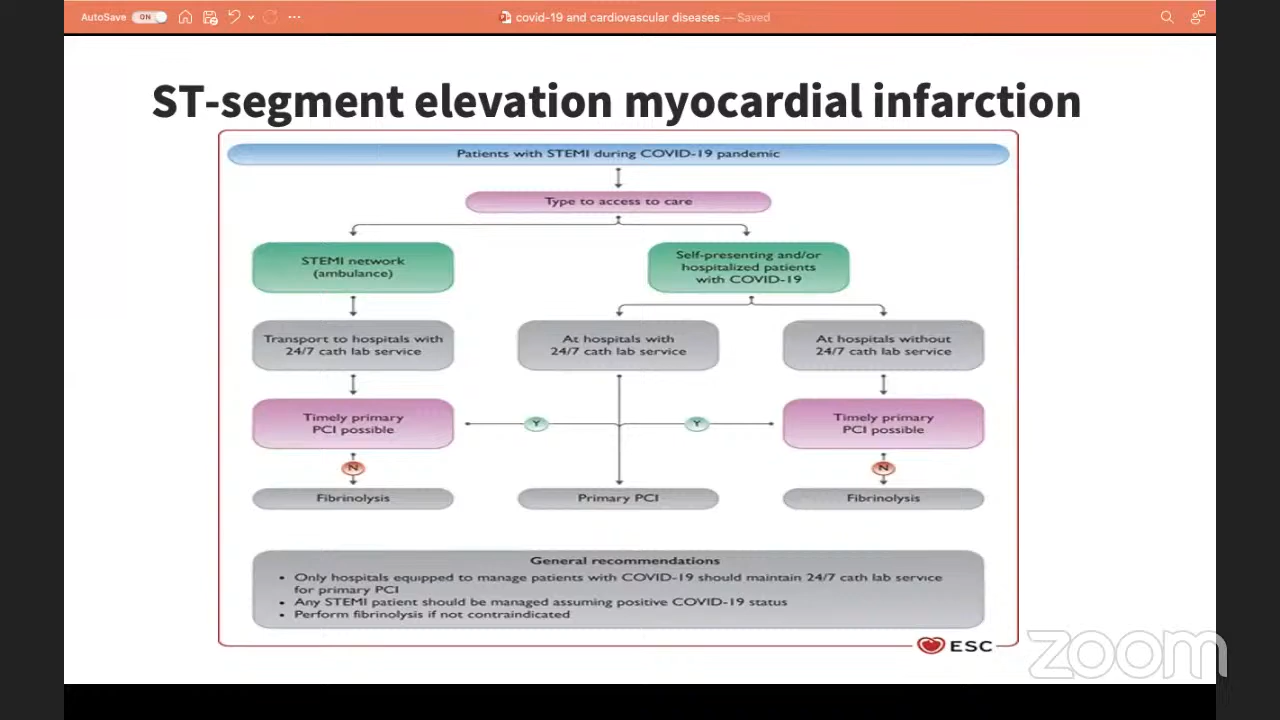 AutoSave ON
covid-19 and cardiovascular diseases — Saved
ST-segment elevation myocardial infarction
Patients with STEMI during COVID-19 pandemic
Type to access to care
STEMI network
(ambulance)
Self-presenting and/or
hospitalized patients
with COVID-19
Transport to hospitals with
24/7 cath lab service
At hospitals with
24/7 cath lab service
At hospitals without
24/7 cath lab service
Timely primary
PCI possible
Y
Y
Timely primary
PCI possible
N
N
Fibrinolysis
Primary PCI
Fibrinolysis
General recommendations
• Only hospitals equipped to manage patients with COVID-19 should maintain 24/7 cath lab service
for primary PCI
• Any STEMI patient should be managed assuming positive COVID-19 status
• Perform fibrinolysis if not contraindicated
ESC
zoom